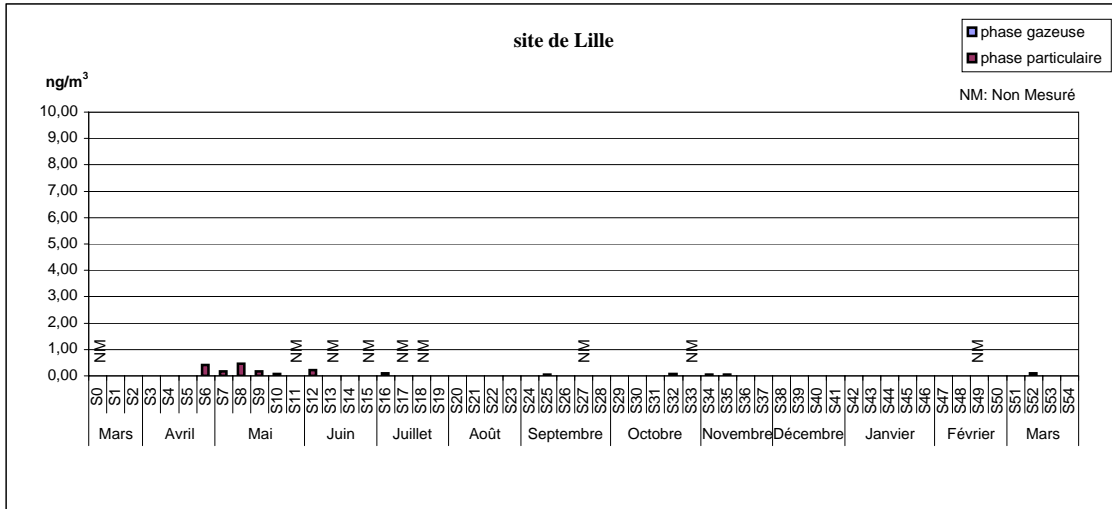 site de Lille
phase gazeuse
phase particulaire
NM: Non Mesuré
ng/m³
10,00
9,00
8,00
7,00
6,00
5,00
4,00
3,00
2,00
1,00
0,00
NM NM NM NM NM NM NM NM NM
S0 S1 S2 S3 S4 S5 S6 S7 S8 S9 S10 S11 S12 S13 S14 S15 S16 S17 S18 S19 S20 S21 S22 S23 S24 S25 S26 S27 S28 S29 S30 S31 S32 S33 S34 S35 S36 S37 S38 S39 S40 S41 S42 S43 S44 S45 S46 S47 S48 S49 S50 S51 S52 S53 S54
Mars Avril Mai Juin Juillet Août Septembre Octobre Novembre Décembre Janvier Février Mars